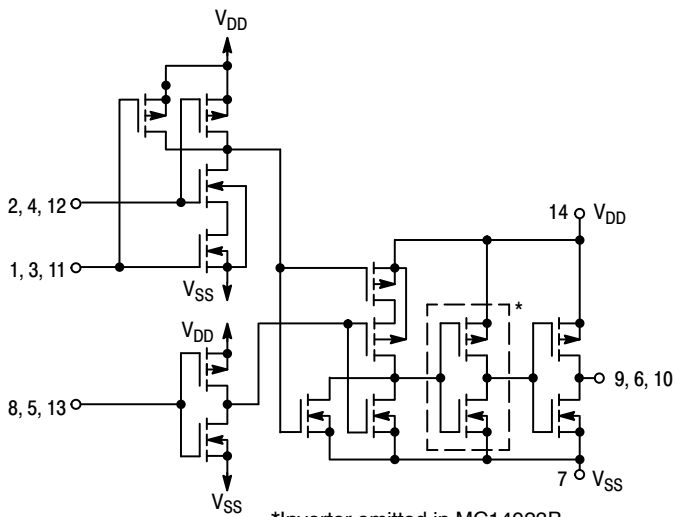 VDD
2, 4, 12
14 VDD
1, 3, 11
VSS
*
VDD
8, 5, 13
9, 6, 10
7 VSS
VSS